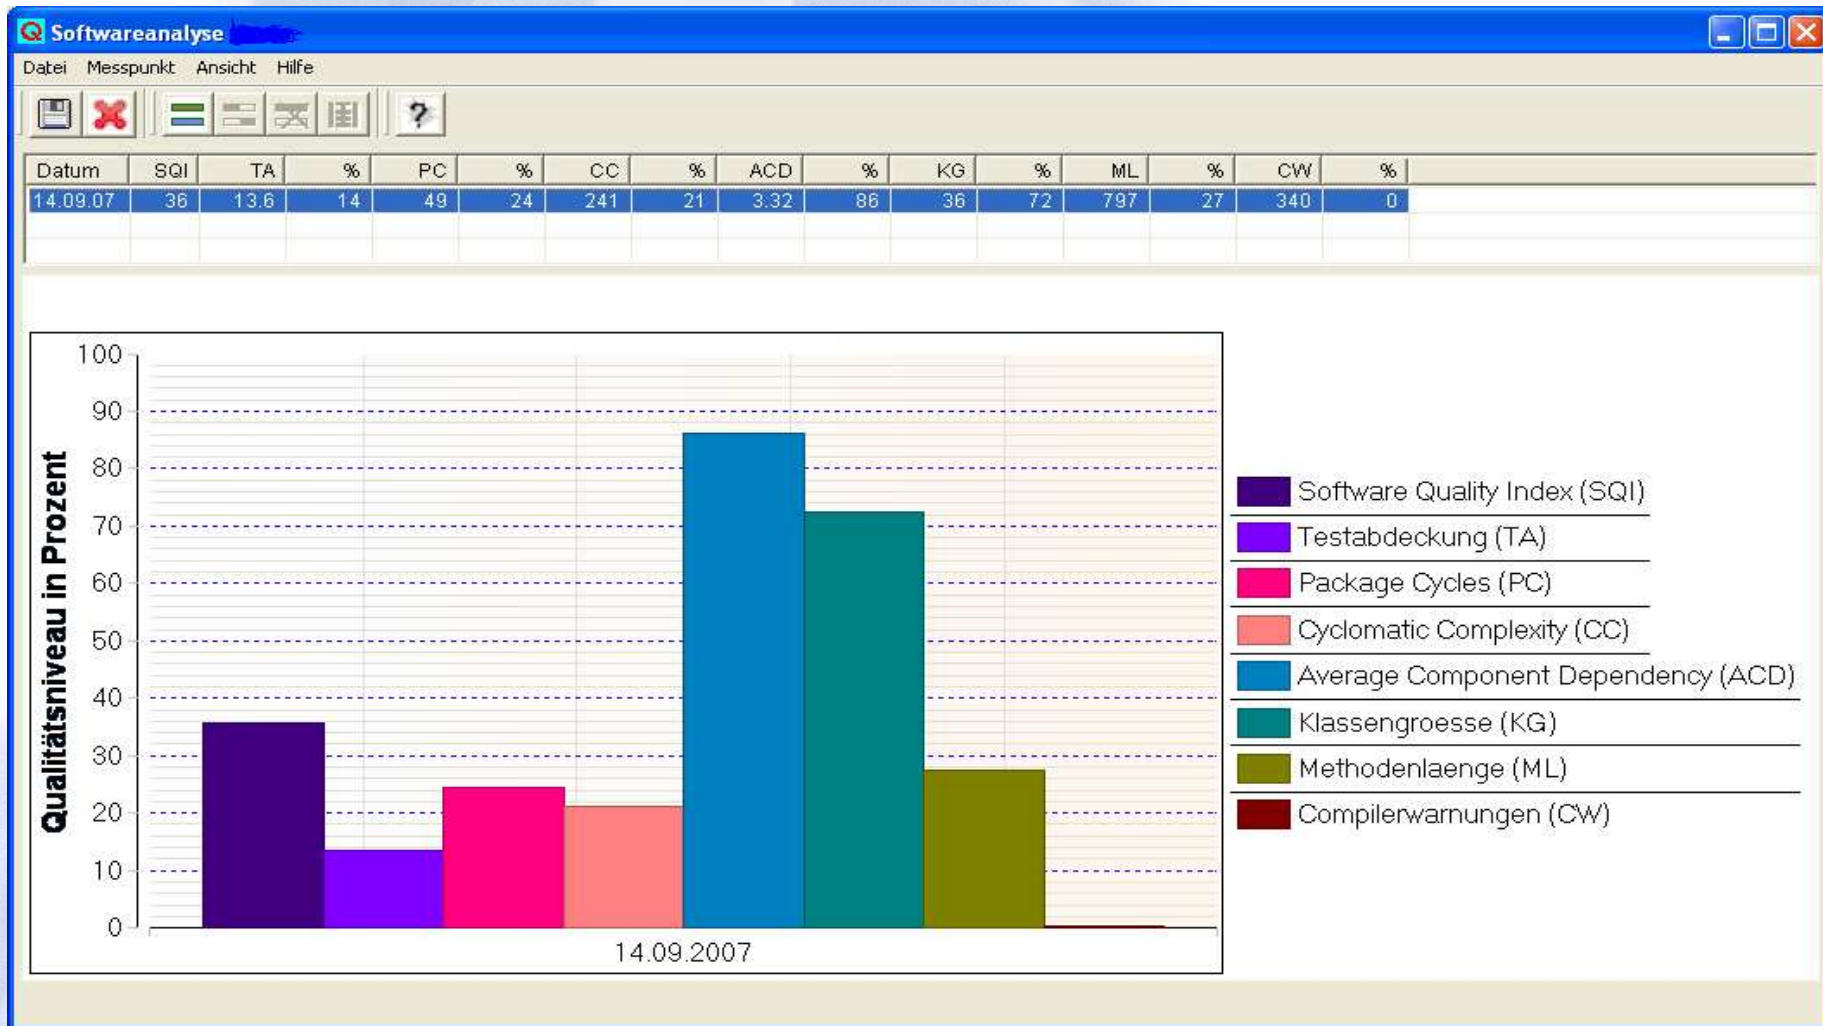 Softwareanalyse
Datei Messpunkt Ansicht Hilfe
?
Datum SQI TA % PC % CC % ACD % KG % ML % CW %
14.09.07 36 13.6 14 49 24 241 21 3.32 86 36 72 797 27 340 0
Qualitätsniveau in Prozent
100
90
80
70
60
50
40
30
20
10
0
14.09.2007
Software Quality Index (SQI)
Testabdeckung (TA)
Package Cycles (PC)
Cyclomatic Complexity (CC)
Average Component Dependency (ACD)
Klassengroesse (KG)
Methodenlaenge (ML)
Compilerwarnungen (CW)